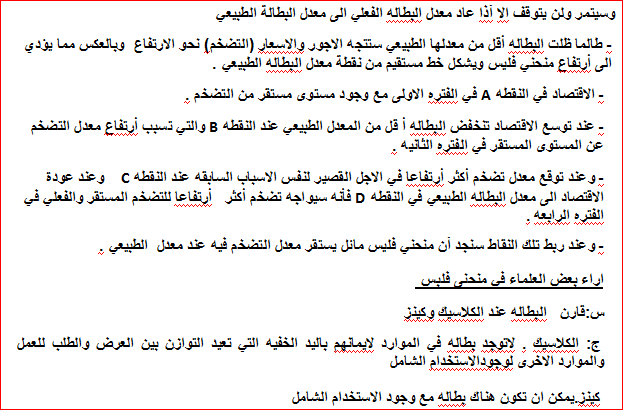 وسيتمر ولن يتوقف الا أذا عاد معدل البطاله الفعلي الى معدل البطالة الطبيعي
- طالما ظلت البطاله أقل من معدلها الطبيعي ستتجه الاجور والاسعار (التضخم) نحو الارتفاع وبالعكس مما يؤدي
الى أرتفاع منحني فليس ويشكل خط مستقيم من نقطة معدل البطاله الطبيعي .
- الاقتصاد في النقطه A في الفتره الاولى مع وجود مستوى مستقر من التضخم .
- عند توسع الاقتصاد تنخفض البطاله أ قل من المعدل الطبيعي عند النقطه B والتي تسبب أرتفاع معدل التضخم
عن المستوى المستقر في الفتره الثانيه .
- وعند توقع معدل تضخم أكثر أرتفاعا في الاجل القصير لنفس الاسباب السابقه عند النقطه C وعند عودة
الاقتصاد الى معدل البطاله الطبيعي في النقطه D فأنه سيواجه تضخم أكثر أرتفاعا للتضخم المستقر والفعلي في
الفتره الرابعه .
- وعند ربط تلك النقاط سنجد أن منحني فليس مائل يستقر معدل التضخم فيه عند معدل الطبيعي .
اراء بعض العلماء في منحنى فلبس
س:قارن البطاله عند الكلاسيك وكينز
ج: الكلاسيك . لاتوجد بطاله في الموارد لايمانهم باليد الخفيه التي تعيد التوازن بين العرض والطلب للعمل
والموارد الاخرى لوجودالاستخدام الشامل
كينز.يمكن ان تكون هناك بطاله مع وجود الاستخدام الشامل